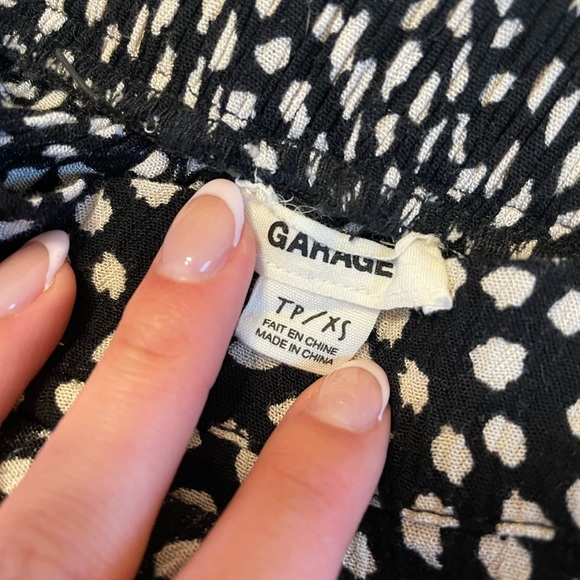 GARAGE
TP/XS
FAIT EN CHINE
MADE IN CHINA